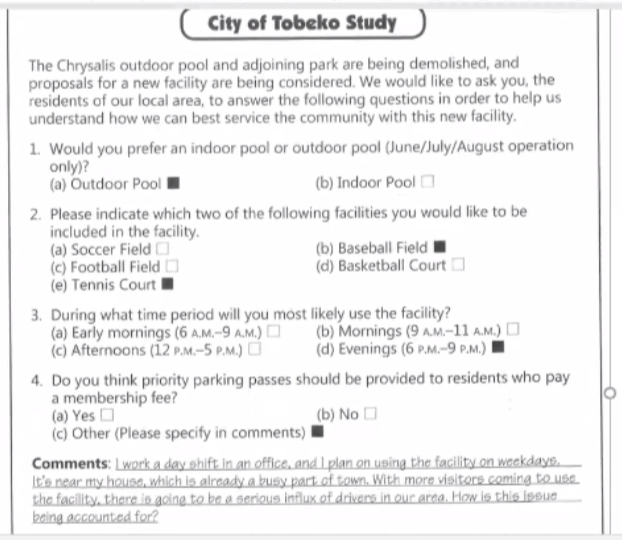 City of Tobeko Study
The Chrysalis outdoor pool and adjoining park are being demolished, and
proposals for a new facility are being considered. We would like to ask you, the
residents of our local area, to answer the following questions in order to help us
understand how we can best service the community with this new facility.
1. Would you prefer an indoor pool or outdoor pool (June/July/August operation
only)?
(a) Outdoor Pool ■ (b) Indoor Pool □
2. Please indicate which two of the following facilities you would like to be
included in the facility.
(a) Soccer Field □ (b) Baseball Field ■
(c) Football Field □ (d) Basketball Court □
(e) Tennis Court ■
3. During what time period will you most likely use the facility?
(a) Early mornings (6 A.M.–9 A.M.) □ (b) Mornings (9 A.M.–11 A.M.) □
(c) Afternoons (12 P.M.–5 P.M.) □ (d) Evenings (6 P.M.–9 P.M.) ■
4. Do you think priority parking passes should be provided to residents who pay
a membership fee?
(a) Yes □ (b) No □
(c) Other (Please specify in comments) ■
Comments: I work a day shift in an office, and I plan on using the facility on weekdays.
It's near my house, which is already a busy part of town. With more visitors coming to use
the facility, there is going to be a serious influx of drivers in our area. How is this issue
being accounted for?